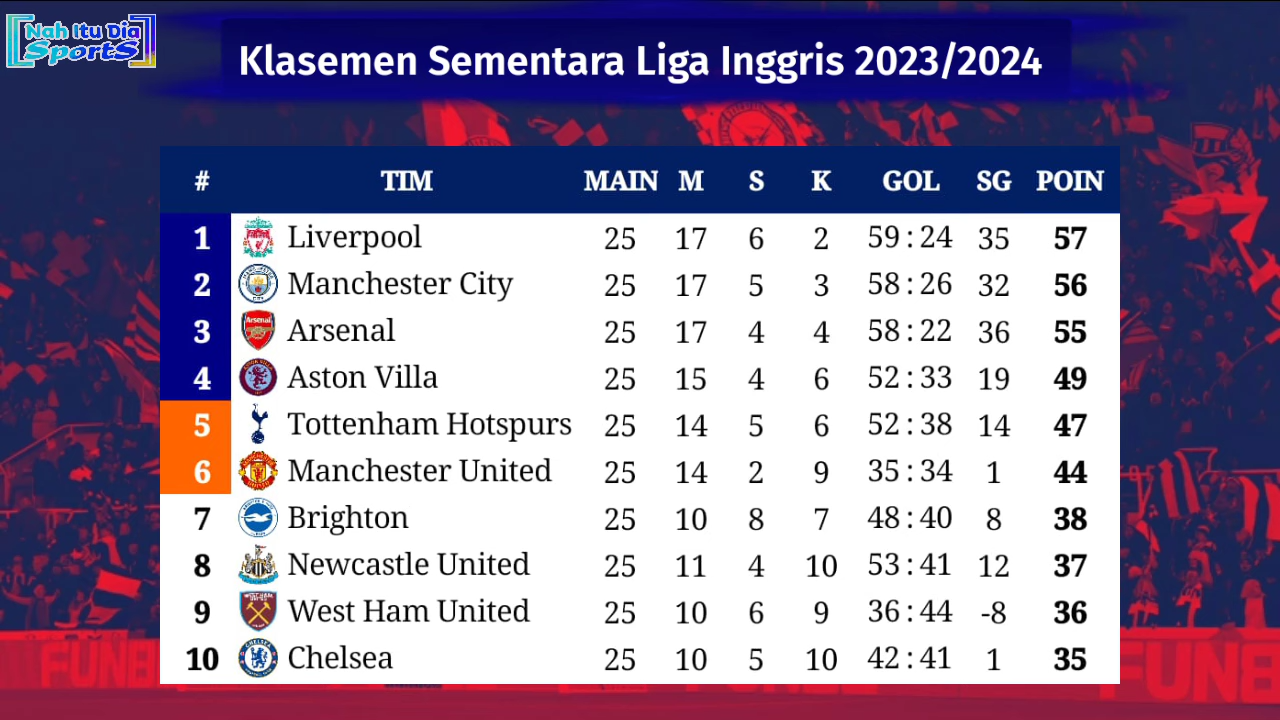 Nah Itu Dia
Sports
Klasemen Sementara Liga Inggris 2023/2024
# TIM MAIN M S K GOL SG POIN
1 Liverpool 25 17 6 2 59:24 35 57
2 Manchester City 25 17 5 3 58:26 32 56
3 Arsenal 25 17 4 4 58:22 36 55
4 Aston Villa 25 15 4 6 52:33 19 49
5 Tottenham Hotspurs 25 14 5 6 52:38 14 47
6 Manchester United 25 14 2 9 35:34 1 44
7 Brighton 25 10 8 7 48:40 8 38
8 Newcastle United 25 11 4 10 53:41 12 37
9 West Ham United 25 10 6 9 36:44 -8 36
10 Chelsea 25 10 5 10 42:41 1 35